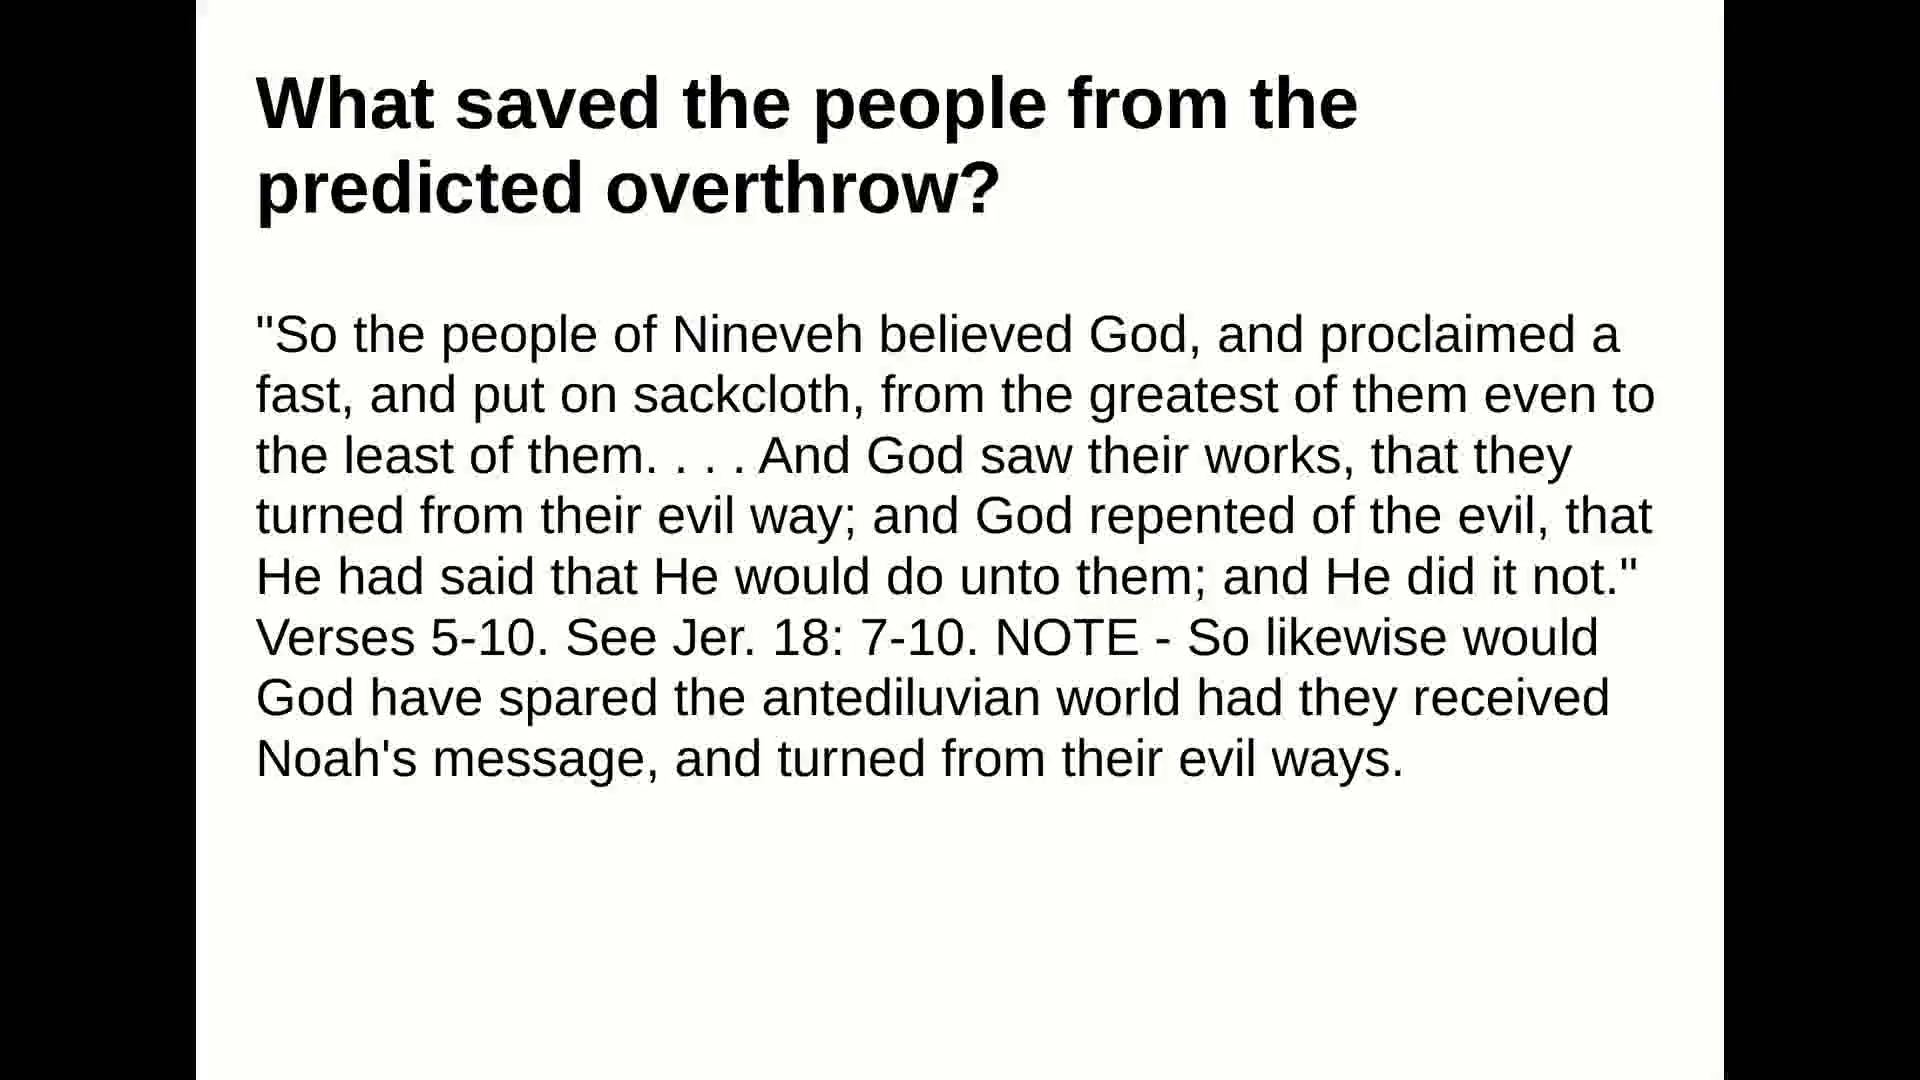 What saved the people from the
predicted overthrow?
"So the people of Nineveh believed God, and proclaimed a
fast, and put on sackcloth, from the greatest of them even to
the least of them. . . . And God saw their works, that they
turned from their evil way; and God repented of the evil, that
He had said that He would do unto them; and He did it not."
Verses 5-10. See Jer. 18: 7-10. NOTE - So likewise would
God have spared the antediluvian world had they received
Noah's message, and turned from their evil ways.